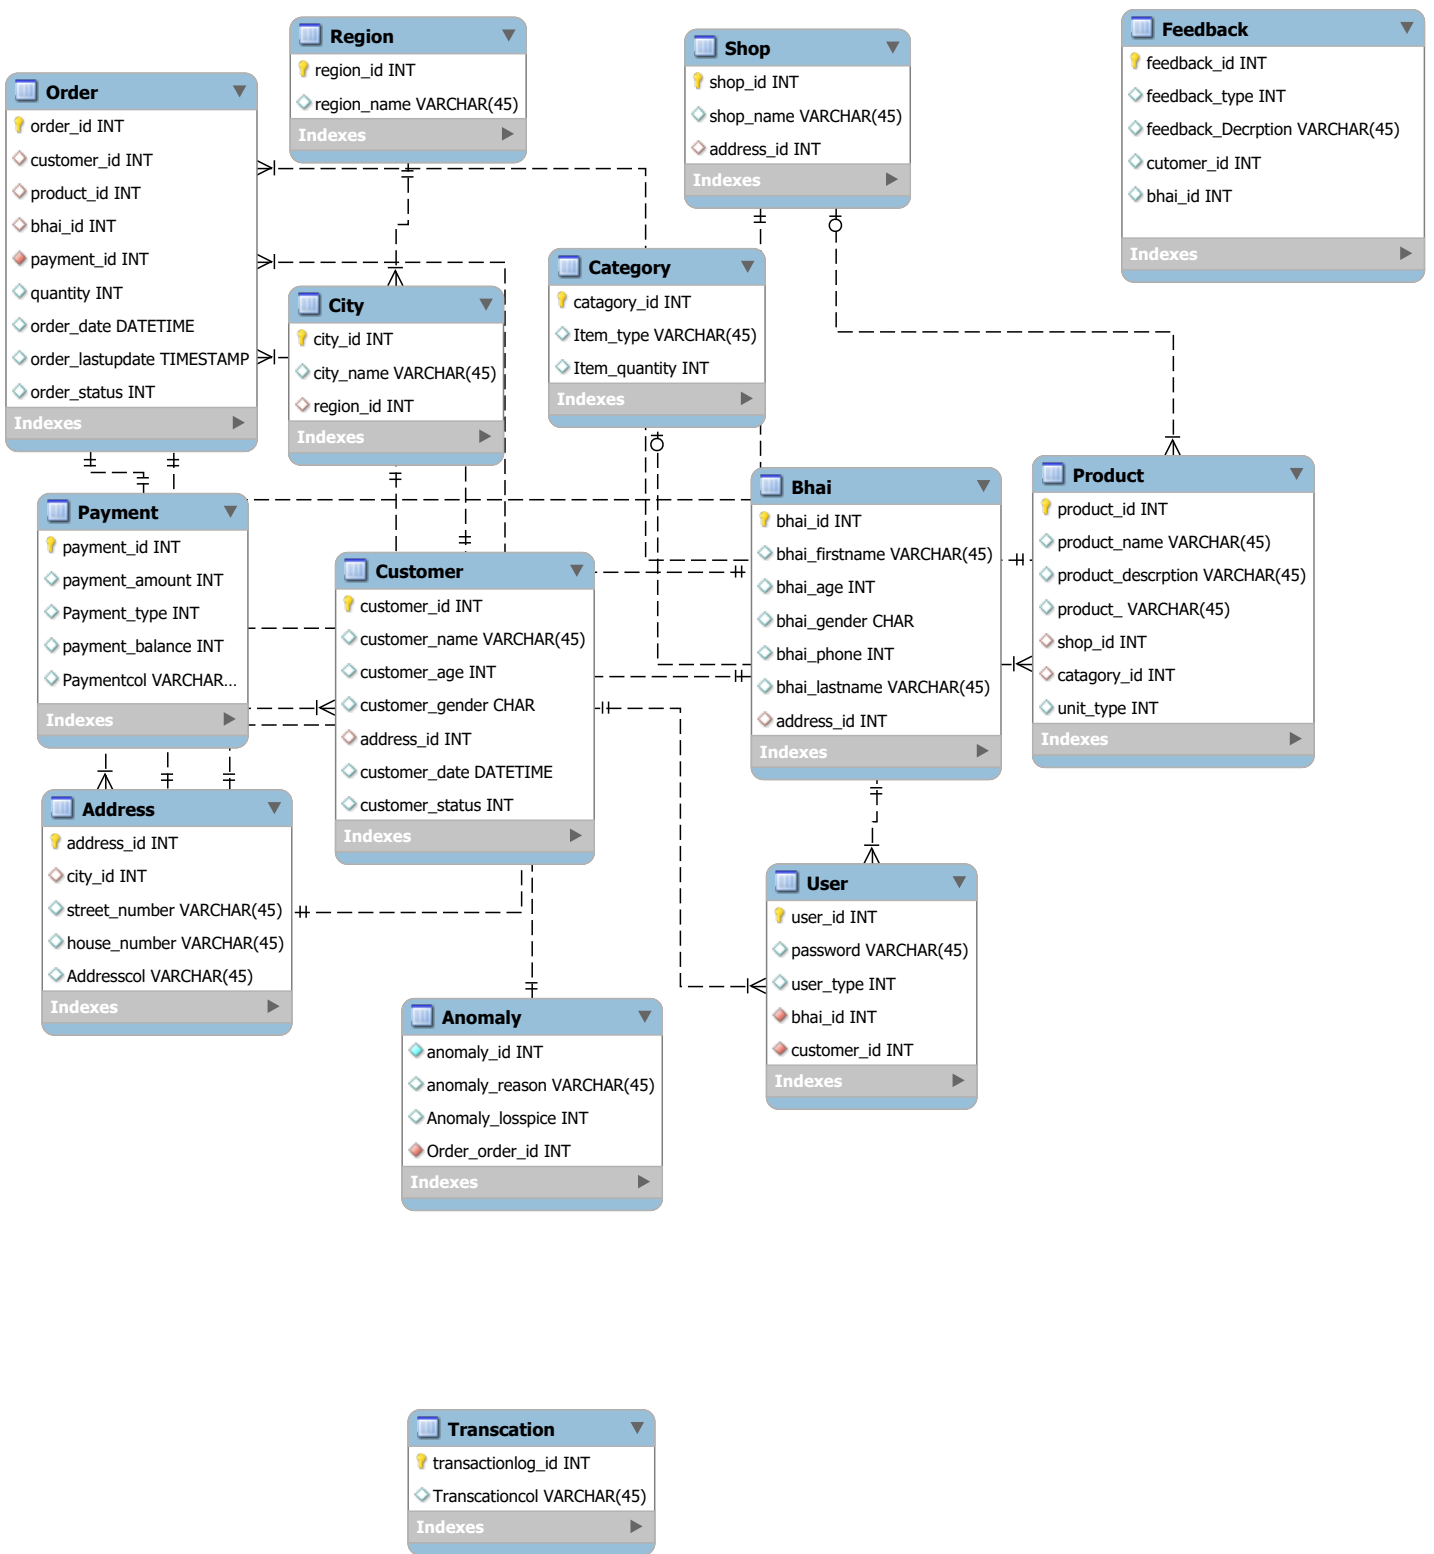 Region
region_id INT
region_name VARCHAR(45)
Indexes
Shop
shop_id INT
shop_name VARCHAR(45)
address_id INT
Indexes
Feedback
feedback_id INT
feedback_type INT
feedback_Decrption VARCHAR(45)
cutomer_id INT
bhai_id INT
Indexes
Order
order_id INT
customer_id INT
product_id INT
bhai_id INT
payment_id INT
quantity INT
order_date DATETIME
order_lastupdate TIMESTAMP
order_status INT
Indexes
City
city_id INT
city_name VARCHAR(45)
region_id INT
Indexes
Category
catagory_id INT
Item_type VARCHAR(45)
Item_quantity INT
Indexes
Payment
payment_id INT
payment_amount INT
Payment_type INT
payment_balance INT
Paymentcol VARCHAR...
Indexes
Customer
customer_id INT
customer_name VARCHAR(45)
customer_age INT
customer_gender CHAR
address_id INT
customer_date DATETIME
customer_status INT
Indexes
Bhai
bhai_id INT
bhai_firstname VARCHAR(45)
bhai_age INT
bhai_gender CHAR
bhai_phone INT
bhai_lastname VARCHAR(45)
address_id INT
Indexes
Product
product_id INT
product_name VARCHAR(45)
product_descrption VARCHAR(45)
product_ VARCHAR(45)
shop_id INT
catagory_id INT
unit_type INT
Indexes
Address
address_id INT
city_id INT
street_number VARCHAR(45)
house_number VARCHAR(45)
Addresscol VARCHAR(45)
Indexes
User
user_id INT
password VARCHAR(45)
user_type INT
bhai_id INT
customer_id INT
Indexes
Anomaly
anomaly_id INT
anomaly_reason VARCHAR(45)
Anomaly_losspice INT
Order_order_id INT
Indexes
Transcation
transactionlog_id INT
Transcationcol VARCHAR(45)
Indexes